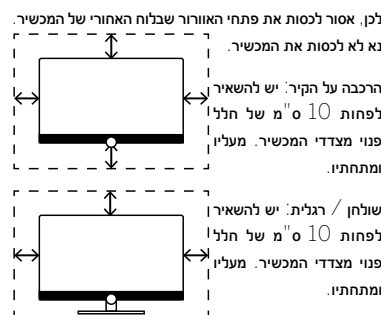 לכן, אסור לכסות את פתחי האוורור שבלוח האחורי של המכשיר.
נא לא לכסות את המכשיר.
הרכבה על הקיר: יש להשאיר
לפחות 10 ס"מ של חלל
פנוי מצדדי המכשיר. מעליו
ומתחתיו.
שולחן / רגלית: יש להשאיר
לפחות 10 ס"מ של חלל
פנוי מצדדי המכשיר. מעליו
ומתחתיו.